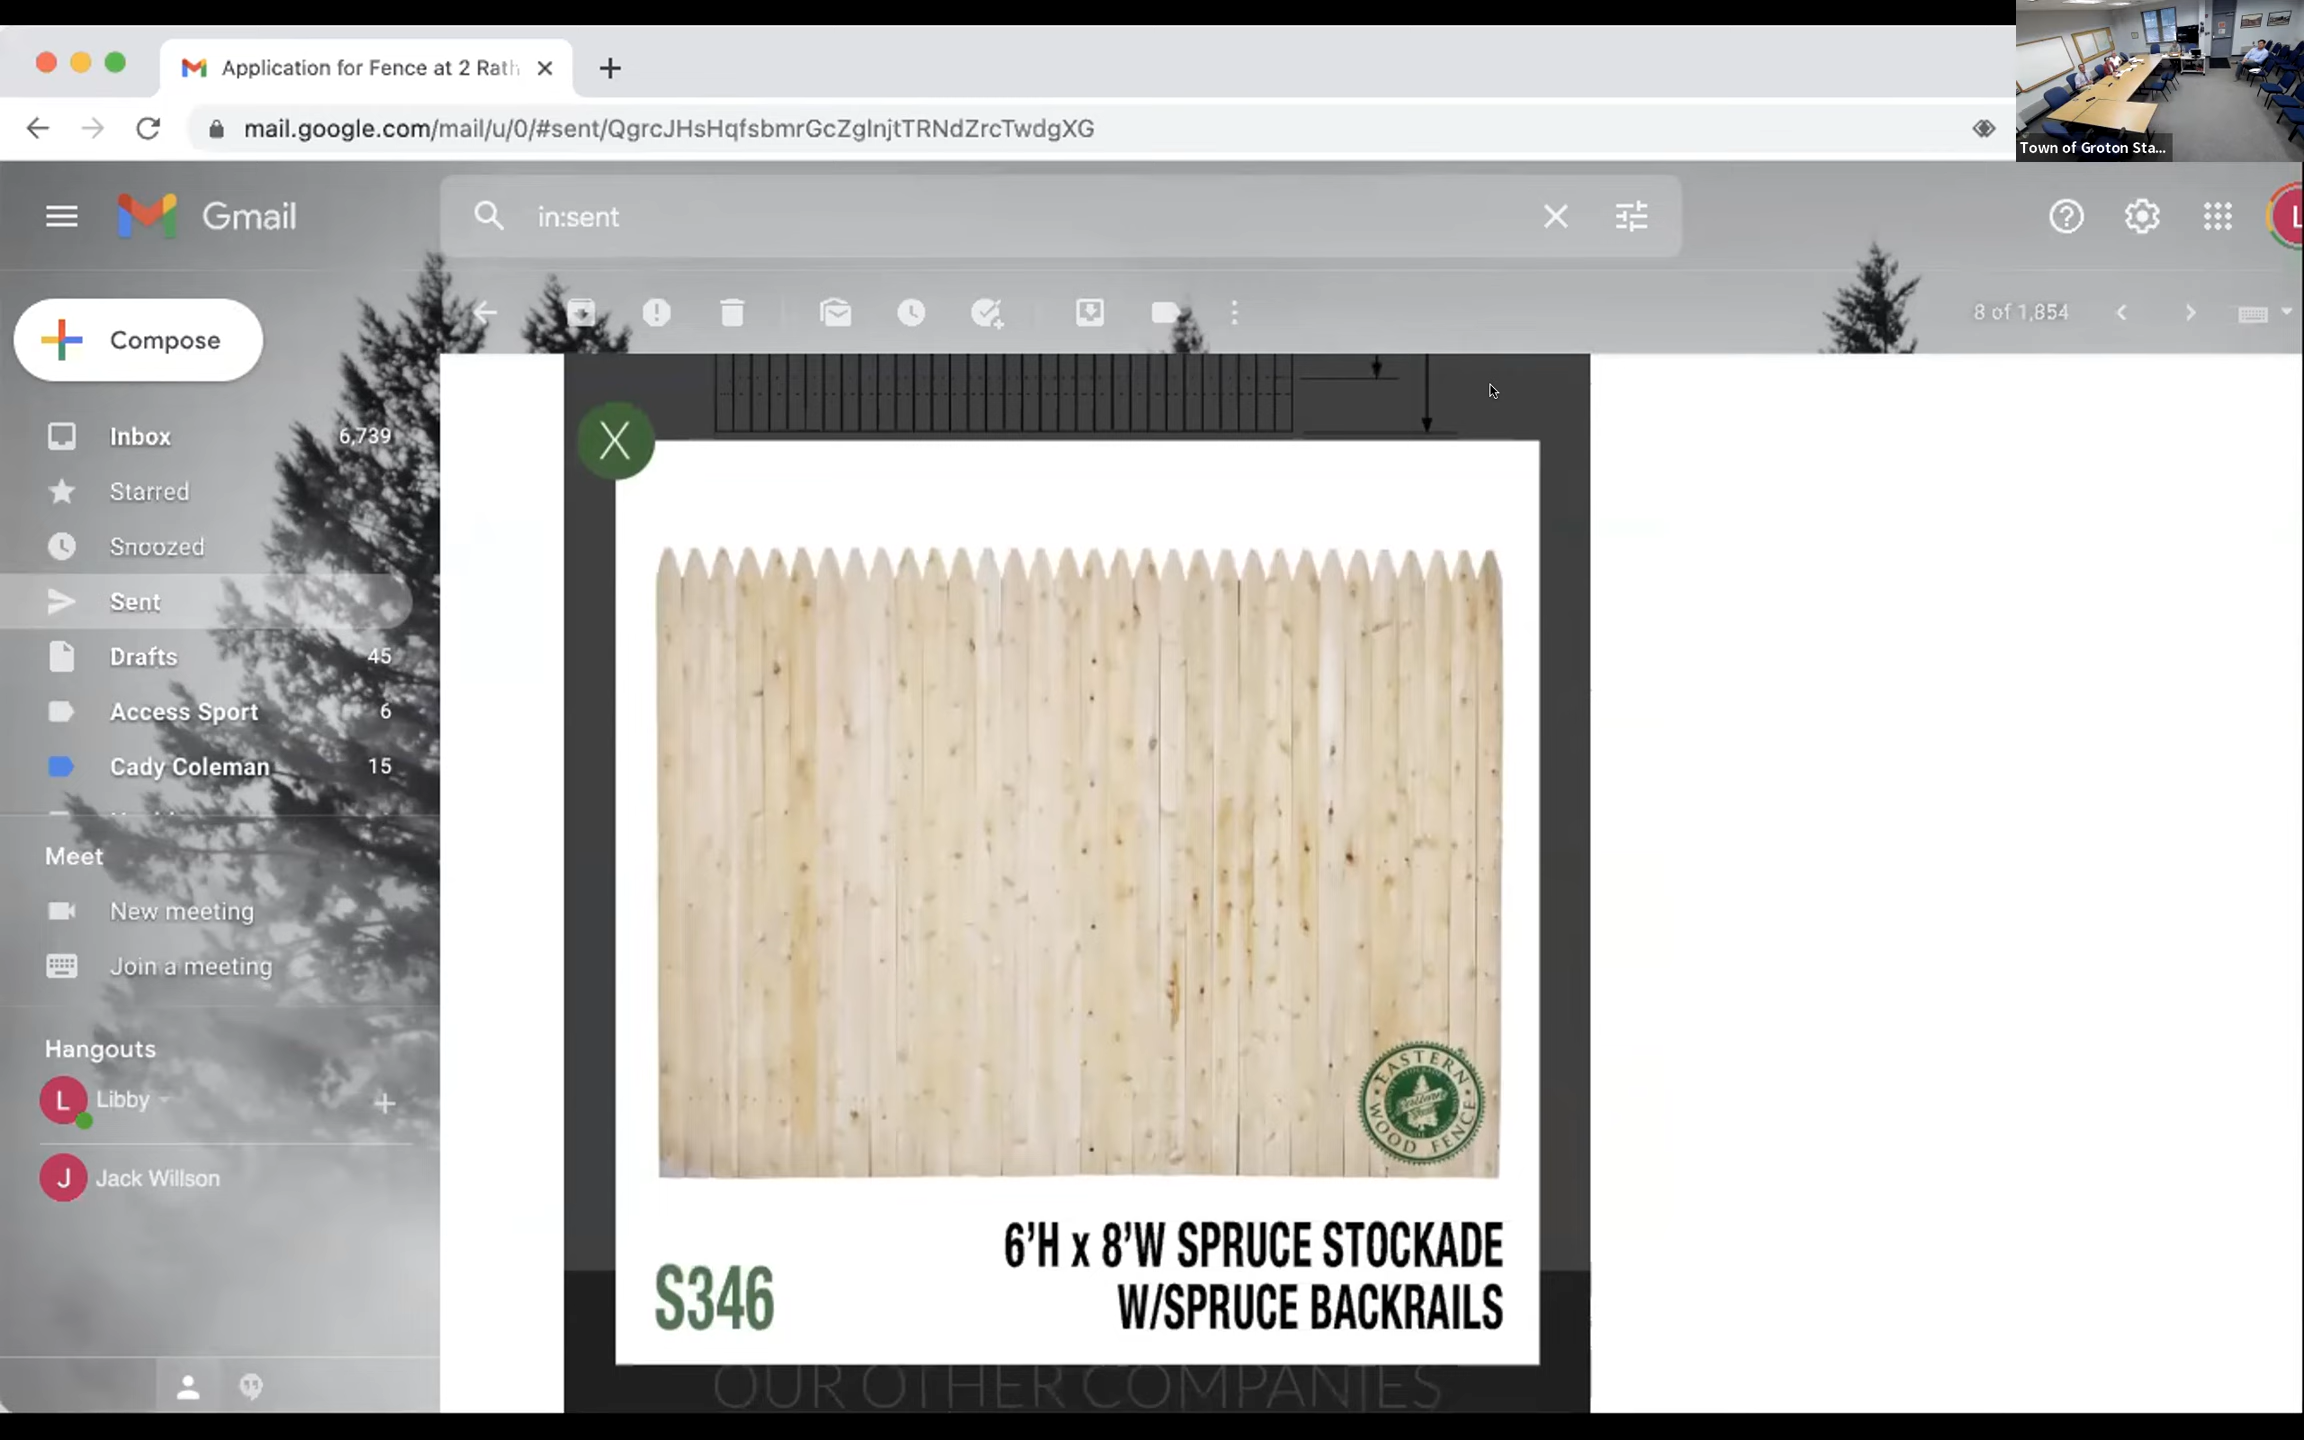 Application for Fence at 2 Rath
Town of Groton Sta...
mail.google.com/mail/u/0/#sent/QgrcJHsHqfsbmrGcZglnjtTRNdZrcTwdgXG
Gmail
in:sent
L
Compose
8 of 1,854
Inbox 6,739
Starred
Snoozed
Sent
Drafts 45
Access Sport 6
Cady Coleman 15
Meet
New meeting
Join a meeting
Hangouts
L Libby
J Jack Willson
X
EASTERN
WOOD FENCE
6'H x 8'W SPRUCE STOCKADE
W/SPRUCE BACKRAILS
S346
OUR OTHER COMPANIES